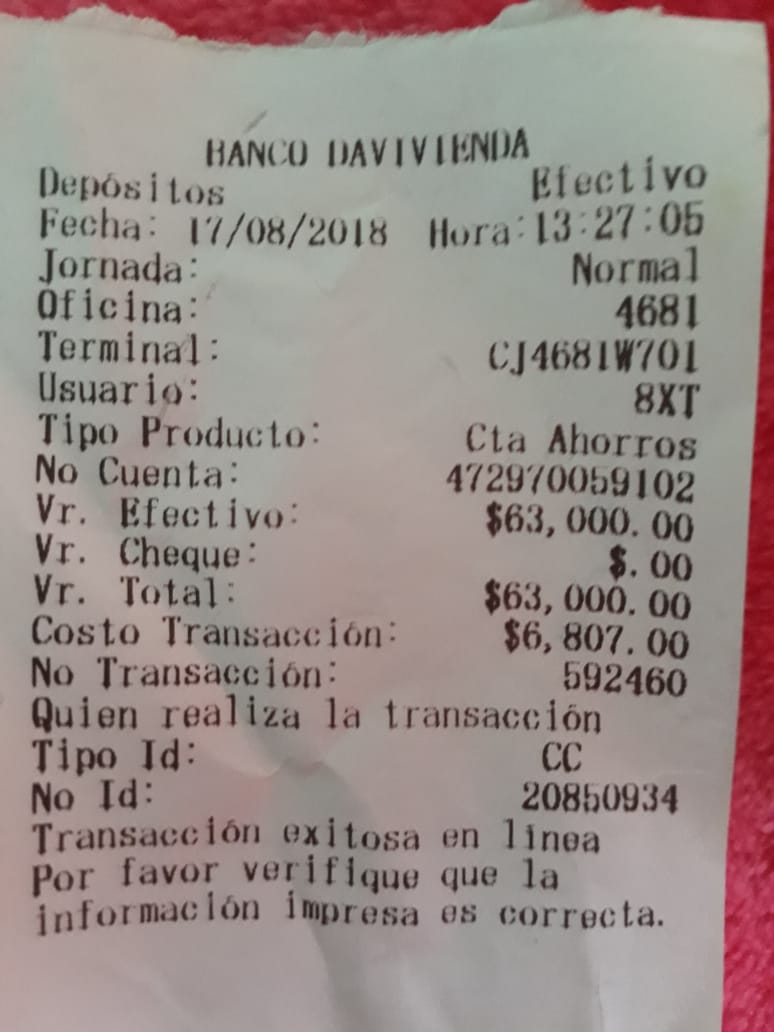 BANCO DAVIVIENDA
Depósitos Efectivo
Fecha: 17/08/2018 Hora:13:27:05
Jornada: Normal
Oficina: 4681
Terminal: CJ4681W701
Usuario: 8XT
Tipo Producto: Cta Ahorros
No Cuenta: 472970059102
Vr. Efectivo: $63,000.00
Vr. Cheque: $.00
Vr. Total: $63,000.00
Costo Transacción: $6,807.00
No Transacción: 592460
Quien realiza la transacción
Tipo Id: CC
No Id: 20850934
Transacción exitosa en linea
Por favor verifique que la
información impresa es correcta.